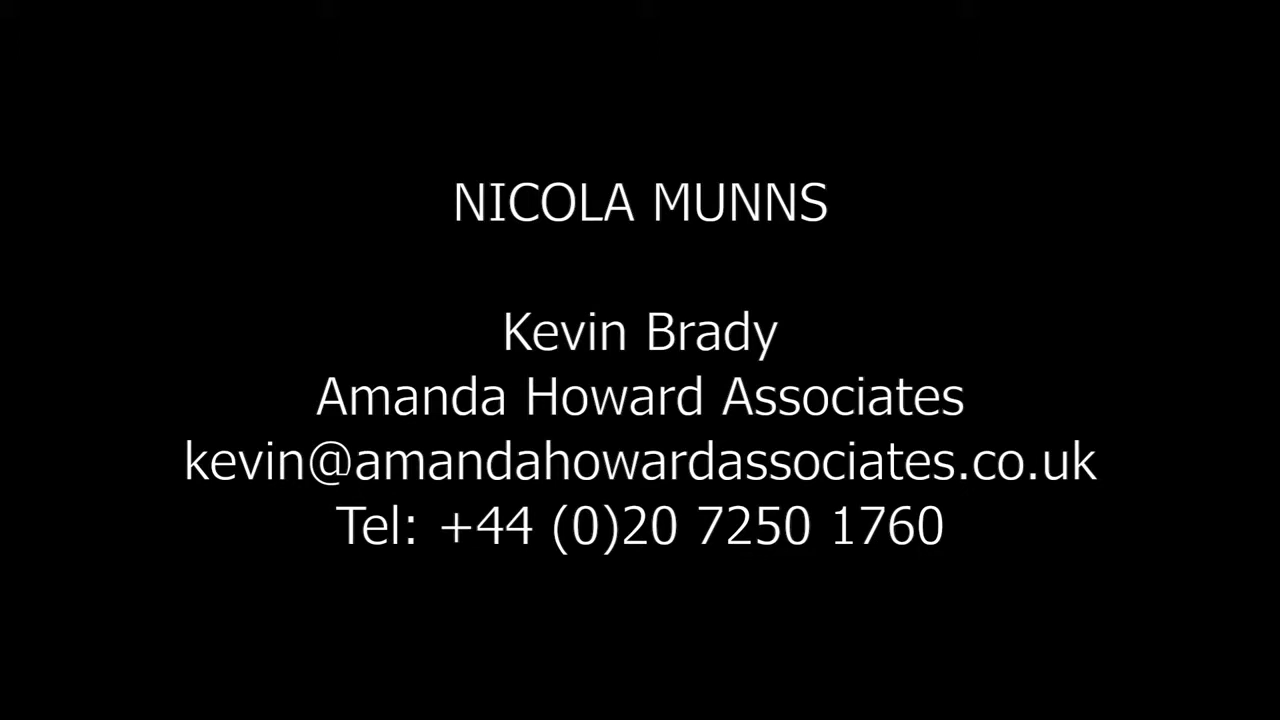 NICOLA MUNNS
Kevin Brady
Amanda Howard Associates
kevin@amandahowardassociates.co.uk
Tel: +44 (0)20 7250 1760